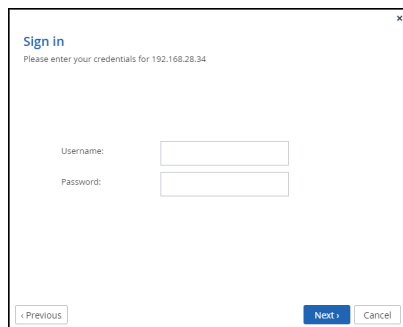 ×
Sign in
Please enter your credentials for 192.168.28.34
Username:
Password:
‹ Previous
Next ›
Cancel